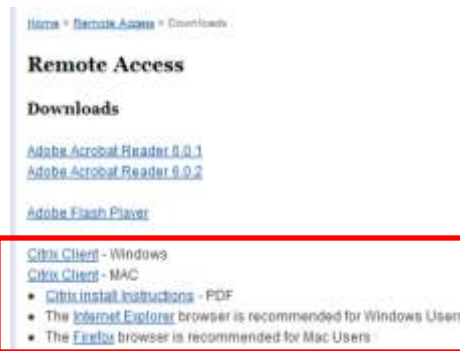 Home > Remote Access > Downloads
Remote Access
Downloads
Adobe Acrobat Reader 6.0.1
Adobe Acrobat Reader 6.0.2
Adobe Flash Player
Citrix Client - Windows
Citrix Client - MAC
• Citrix Install Instructions - PDF
• The Internet Explorer browser is recommended for Windows Users
• The Firefox browser is recommended for Mac Users